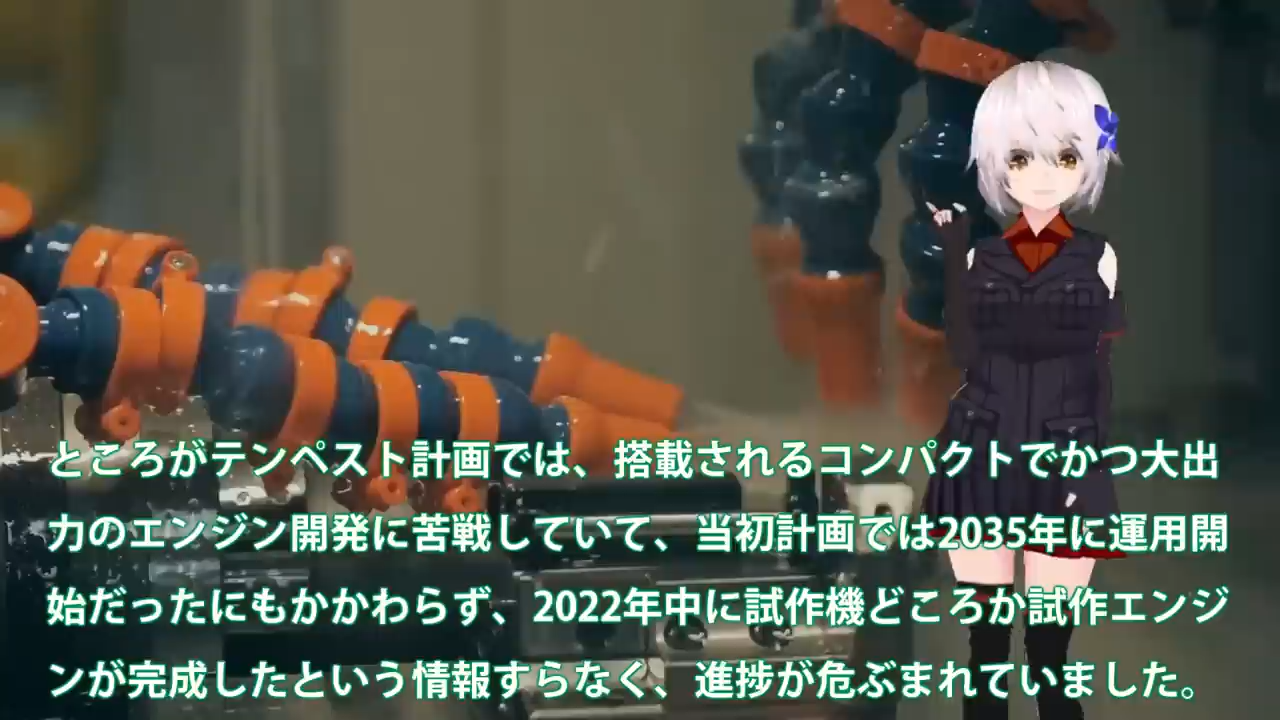 ところがテンペスト計画では、搭載されるコンパクトでかつ大出
力のエンジン開発に苦戦していて、当初計画では2035年に運用開
始だったにもかかわらず、2022年中に試作機どころか試作エンジ
ンが完成したという情報すらなく、進捗が危ぶまれていました。